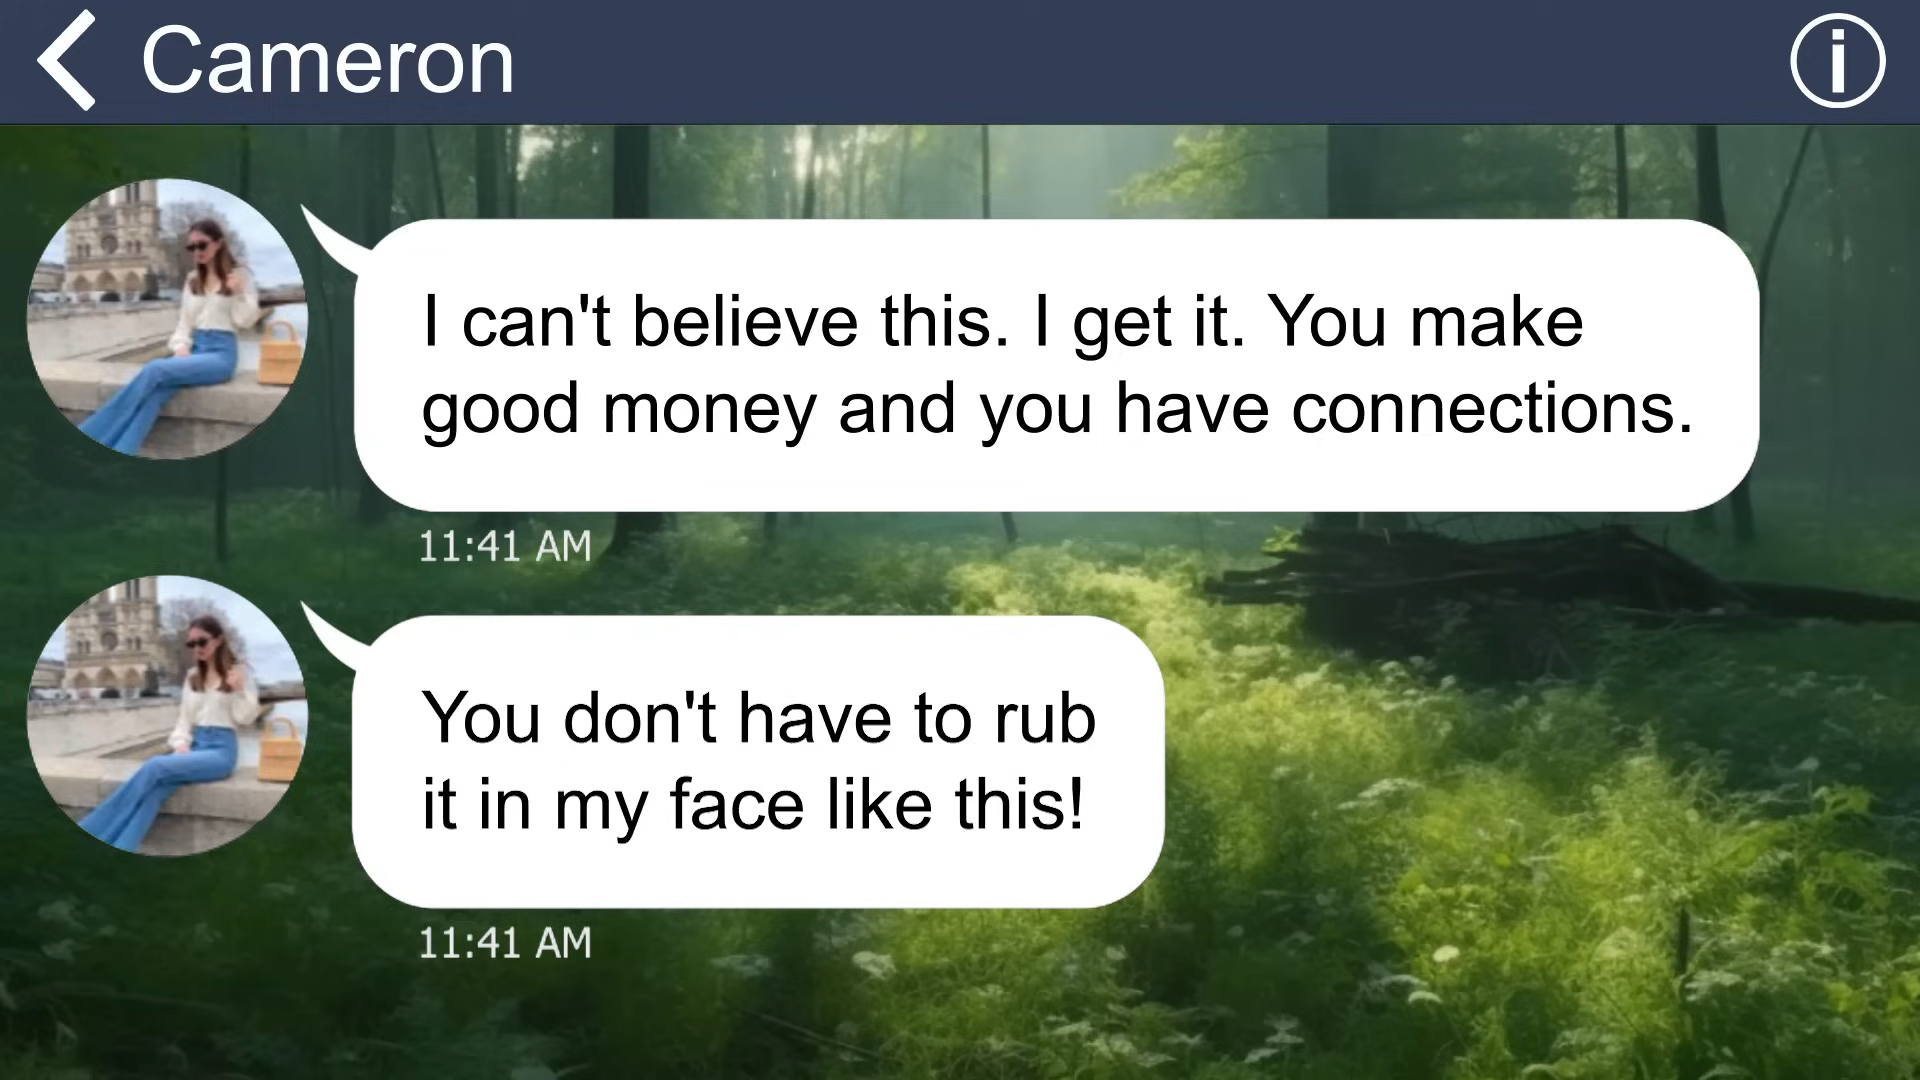 Cameron
I can't believe this. I get it. You make
good money and you have connections.
11:41 AM
You don't have to rub
it in my face like this!
11:41 AM